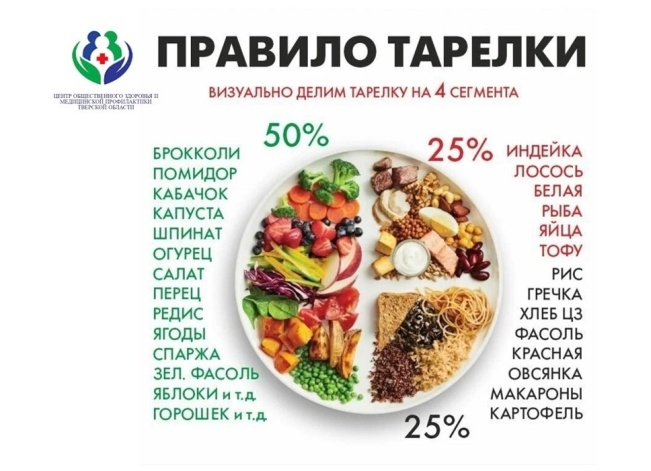 ПРАВИЛО ТАРЕЛКИ
ВИЗУАЛЬНО ДЕЛИМ ТАРЕЛКУ НА 4 СЕГМЕНТА
ЦЕНТР ОБЩЕСТВЕННОГО ЗДОРОВЬЯ И
МЕДИЦИНСКОЙ ПРОФИЛАКТИКИ
ТВЕРСКОЙ ОБЛАСТИ
50%
БРОККОЛИ
ПОМИДОР
КАБАЧОК
КАПУСТА
ШПИНАТ
ОГУРЕЦ
САЛАТ
ПЕРЕЦ
РЕДИС
ЯГОДЫ
СПАРЖА
ЗЕЛ. ФАСОЛЬ
ЯБЛОКИ и т.д.
ГОРОШЕК и т.д.
25%
ИНДЕЙКА
ЛОСОСЬ
БЕЛАЯ
РЫБА
ЯЙЦА
ТОФУ
РИС
ГРЕЧКА
ХЛЕБ ЦЗ
ФАСОЛЬ
КРАСНАЯ
ОВСЯНКА
МАКАРОНЫ
КАРТОФЕЛЬ
25%